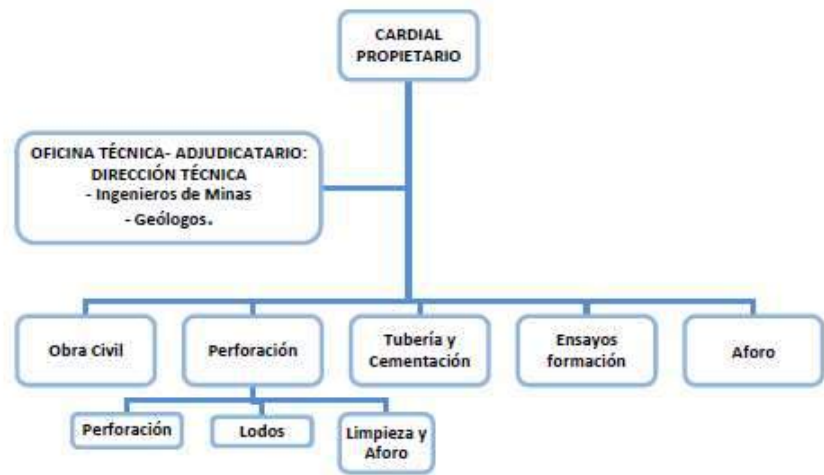 CARDIAL
PROPIETARIO
OFICINA TÉCNICA- ADJUDICATARIO:
DIRECCIÓN TÉCNICA
- Ingenieros de Minas
- Geólogos.
Obra Civil
Perforación
Tubería y
Cementación
Ensayos
formación
Aforo
Perforación
Lodos
Limpieza y
Aforo